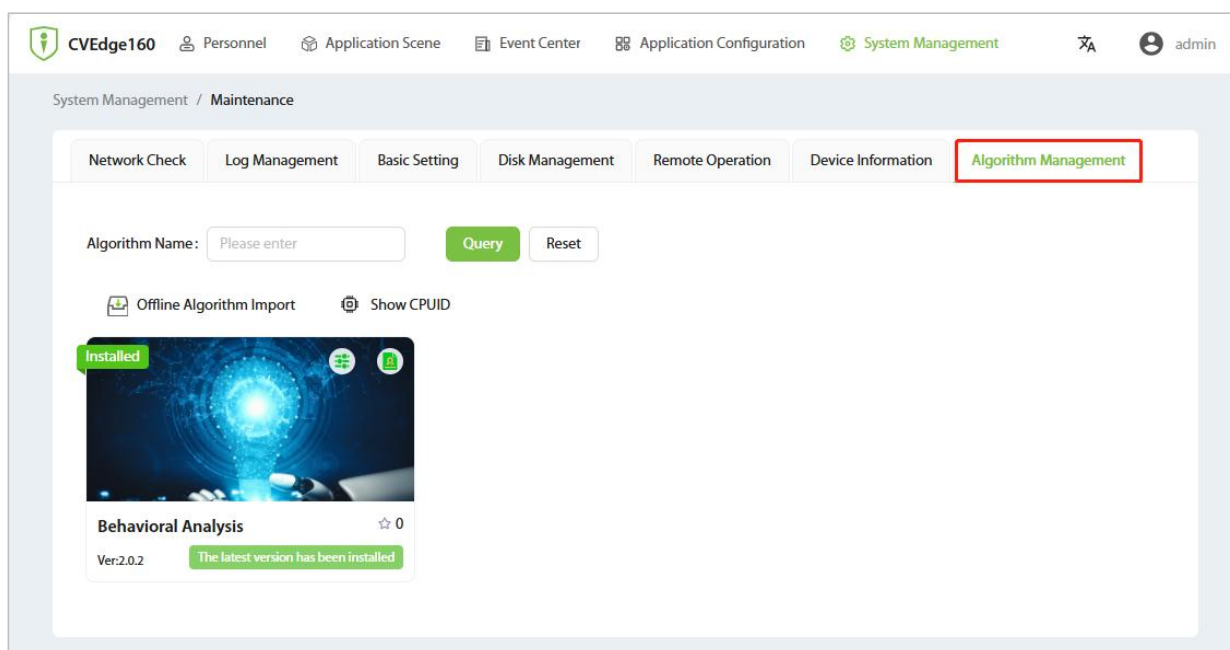 CVEdge160 Personnel Application Scene Event Center Application Configuration System Management admin
System Management / Maintenance
Network Check Log Management Basic Setting Disk Management Remote Operation Device Information Algorithm Management
Algorithm Name: Please enter Query Reset
Offline Algorithm Import Show CPUID
Installed
Behavioral Analysis 0
Ver:2.0.2 The latest version has been installed